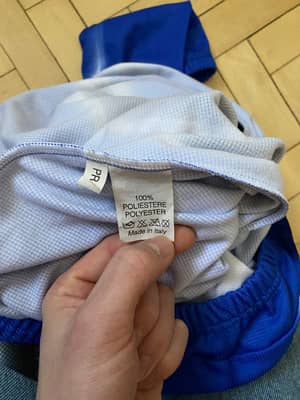 PR
100%
POLIESTERE
POLYESTER
Made in Italy